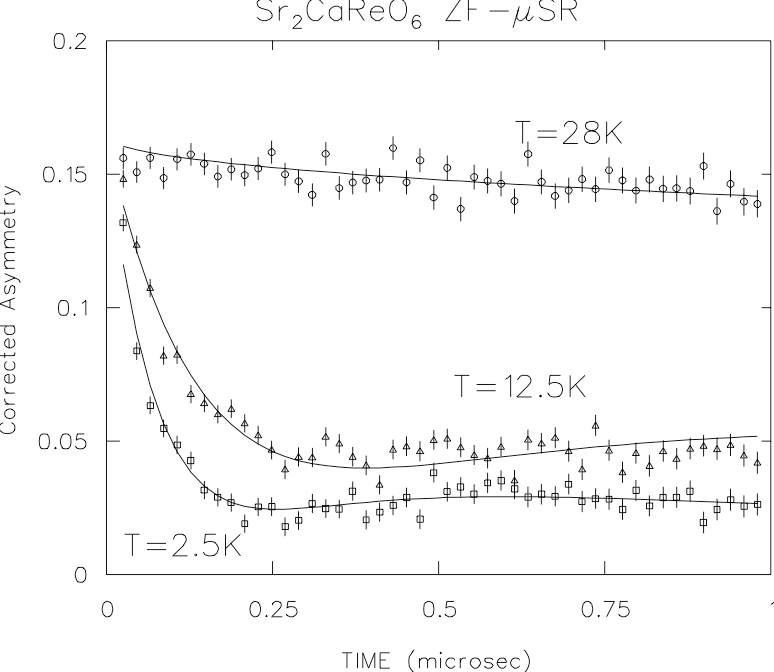 Sr₂CaReO₆ ZF-μSR
0.2
T=28K
0.15
Corrected Asymmetry
0.1
T=12.5K
0.05
T=2.5K
0
0 0.25 0.5 0.75
TIME (microsec)